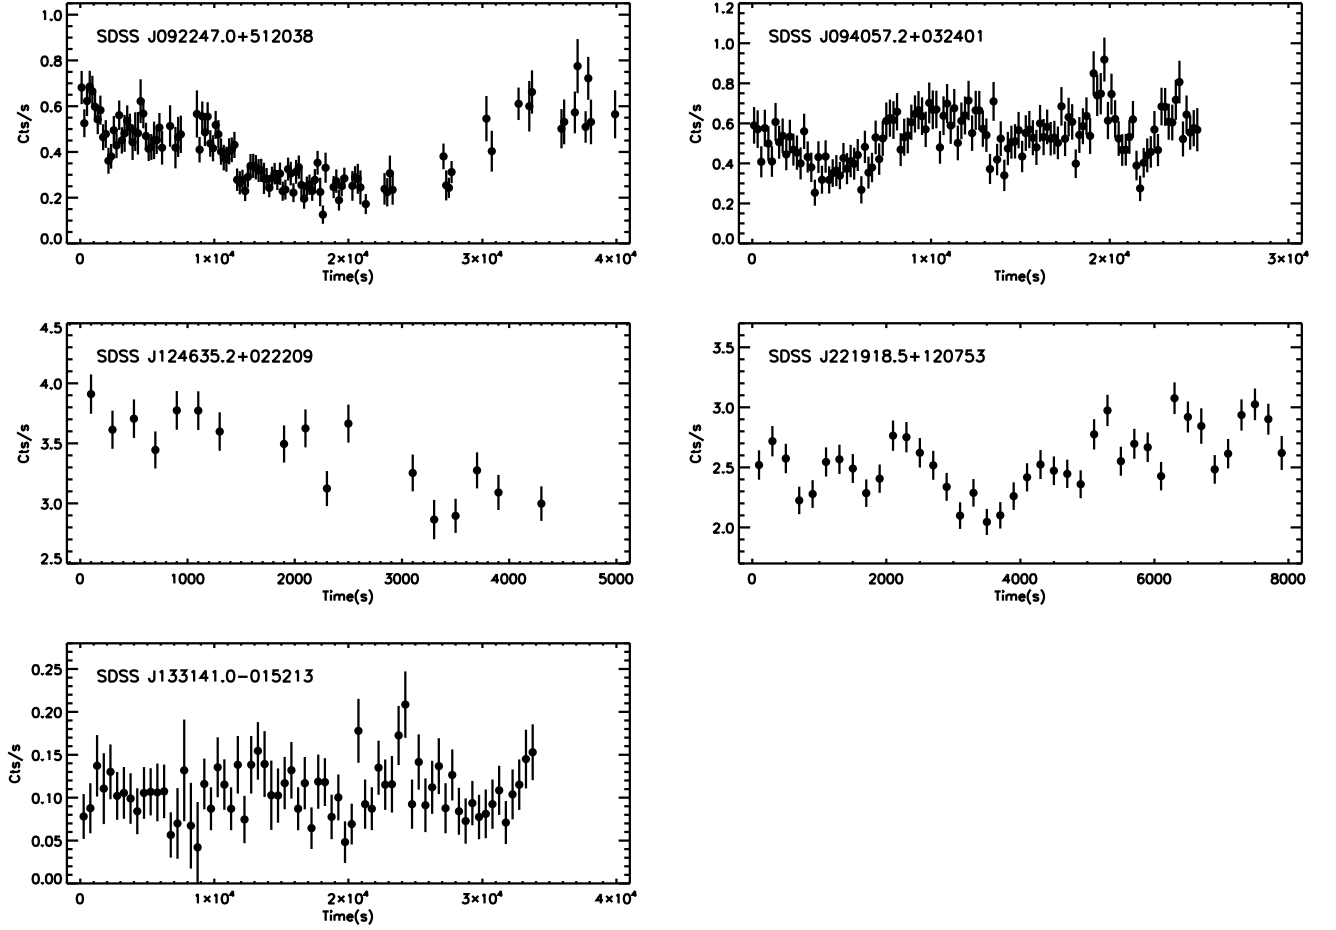 SDSS J092247.0+512038
Cts/s
1.0
0.8
0.6
0.4
0.2
0.0
0 1×10⁴ 2×10⁴ 3×10⁴ 4×10⁴
Time(s)
SDSS J094057.2+032401
Cts/s
1.2
1.0
0.8
0.6
0.4
0.2
0.0
0 1×10⁴ 2×10⁴ 3×10⁴
Time(s)
SDSS J124635.2+022209
Cts/s
4.5
4.0
3.5
3.0
2.5
0 1000 2000 3000 4000 5000
Time(s)
SDSS J221918.5+120753
Cts/s
3.5
3.0
2.5
2.0
0 2000 4000 6000 8000
Time(s)
SDSS J133141.0−015213
Cts/s
0.25
0.20
0.15
0.10
0.05
0.00
0 1×10⁴ 2×10⁴ 3×10⁴ 4×10⁴
Time(s)